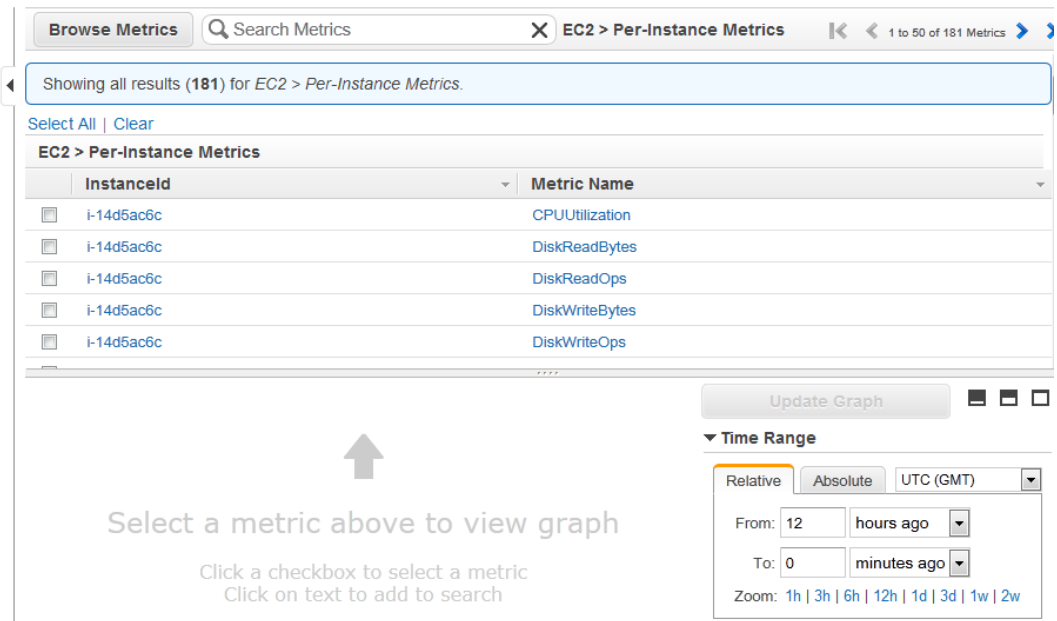 Browse Metrics Search Metrics X EC2 > Per-Instance Metrics 1 to 50 of 181 Metrics
Showing all results (181) for EC2 > Per-Instance Metrics.
Select All | Clear
EC2 > Per-Instance Metrics
InstanceId Metric Name
i-14d5ac6c CPUUtilization
i-14d5ac6c DiskReadBytes
i-14d5ac6c DiskReadOps
i-14d5ac6c DiskWriteBytes
i-14d5ac6c DiskWriteOps
Update Graph
Time Range
Relative Absolute UTC (GMT)
From: 12 hours ago
To: 0 minutes ago
Zoom: 1h | 3h | 6h | 12h | 1d | 3d | 1w | 2w
Select a metric above to view graph
Click a checkbox to select a metric
Click on text to add to search